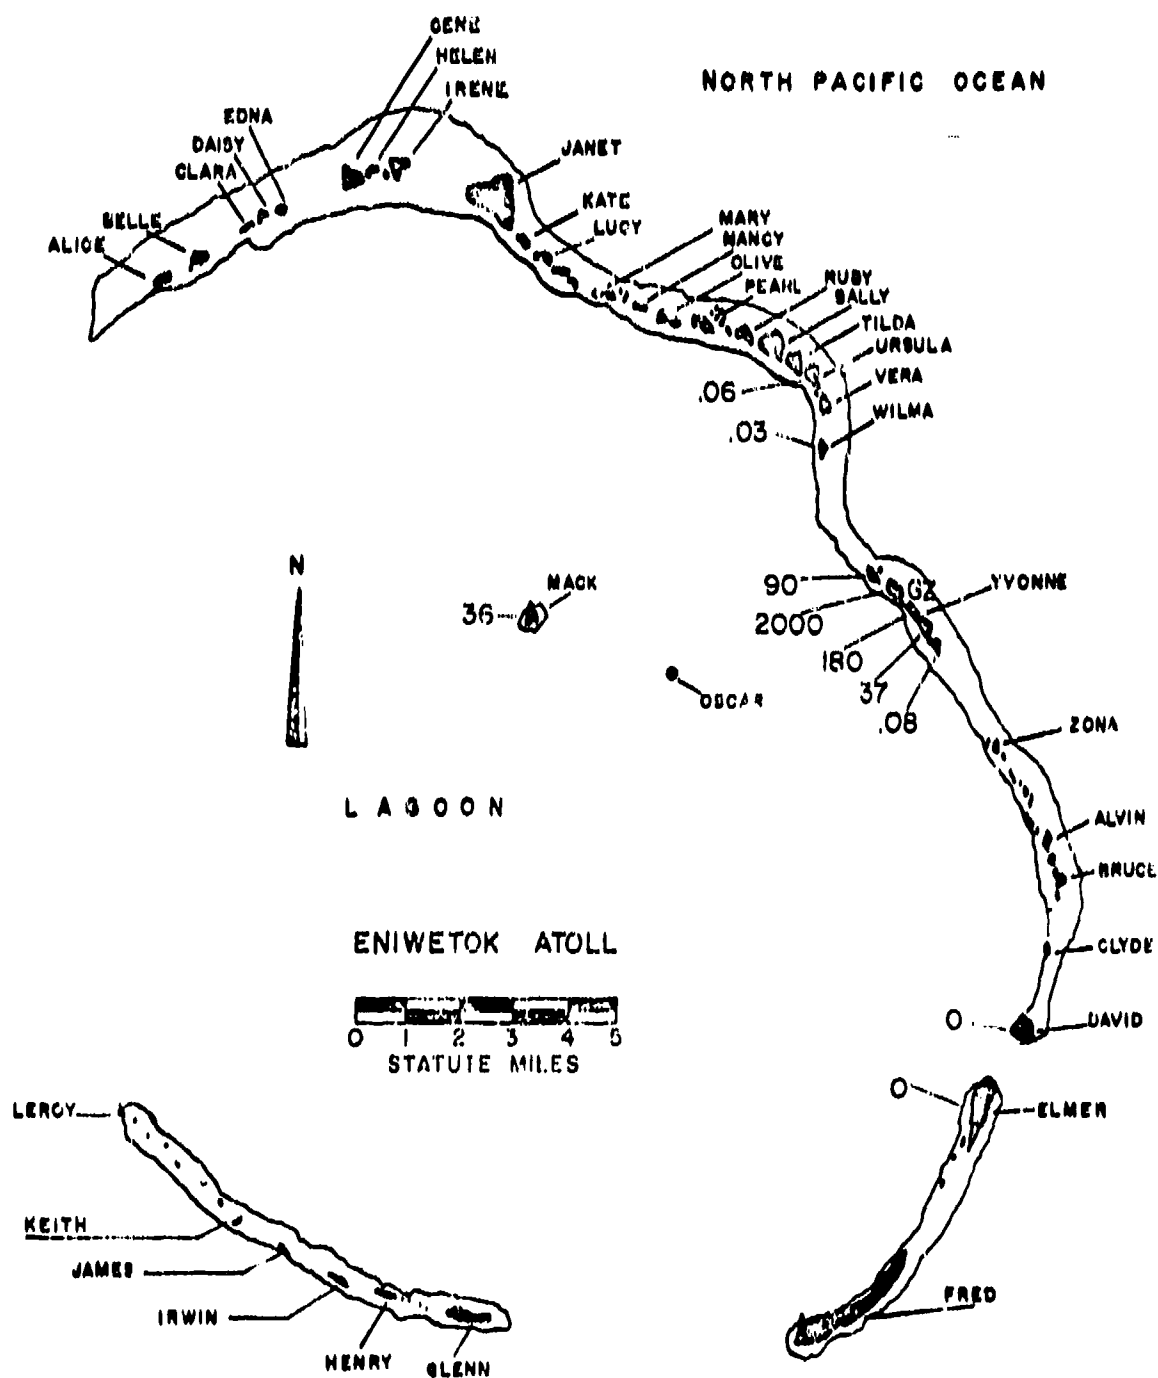 GENE
HELEN
IRENE
NORTH PACIFIC OCEAN
EDNA
DAISY
CLARA
BELLE
ALICE
JANET
KATE
LUCY
MARY
NANCY
OLIVE
PEARL
RUBY
SALLY
TILDA
URSULA
VERA
WILMA
.06
.03
N
MACK
36
OSCAR
90
2000
180
37
.08
GZ
YVONNE
ZONA
LAGOON
ALVIN
BRUCE
CLYDE
DAVID
0
ENIWETOK ATOLL
0 1 2 3 4 5
STATUTE MILES
0
ELMER
FRED
LEROY
KEITH
JAMES
IRWIN
HENRY
GLENN